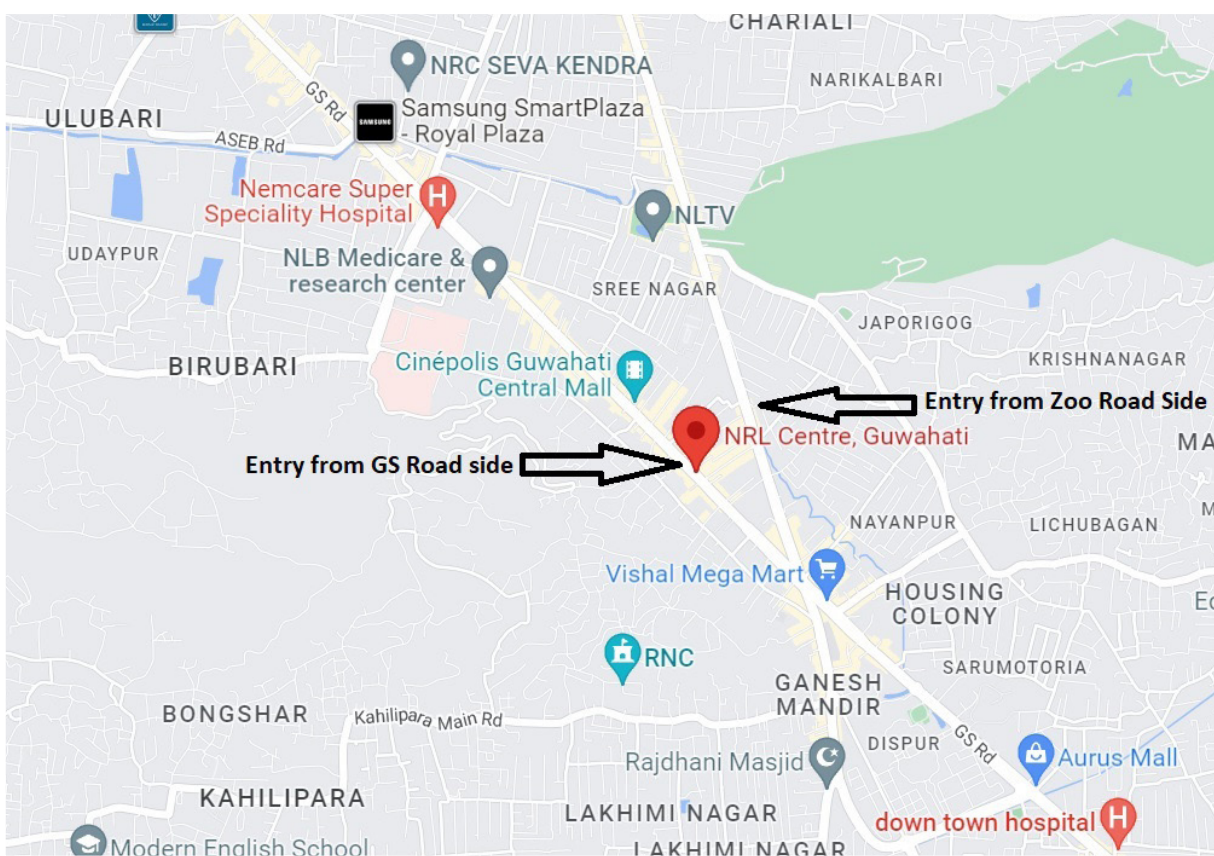 CHARIALI
NRC SEVA KENDRA
NARIKALBARI
GS Rd
Samsung SmartPlaza
- Royal Plaza
SAMSUNG
ULUBARI
ASEB Rd
Nemcare Super
Speciality Hospital
H
NLTV
UDAYPUR
NLB Medicare &
research center
SREE NAGAR
JAPORIGOG
KRISHNANAGAR
BIRUBARI
Cinépolis Guwahati
Central Mall
Entry from Zoo Road Side
NRL Centre, Guwahati
MA
Entry from GS Road side
NAYANPUR
LICHUBAGAN
M
Vishal Mega Mart
HOUSING
COLONY
Ec
RNC
SARUMOTORIA
GANESH
MANDIR
BONGSHAR
Kahilipara Main Rd
DISPUR
GS Rd
Rajdhani Masjid
Aurus Mall
KAHILIPARA
LAKHIMI NAGAR
down town hospital
H
Modern English School
LAKHIMI NAGAR